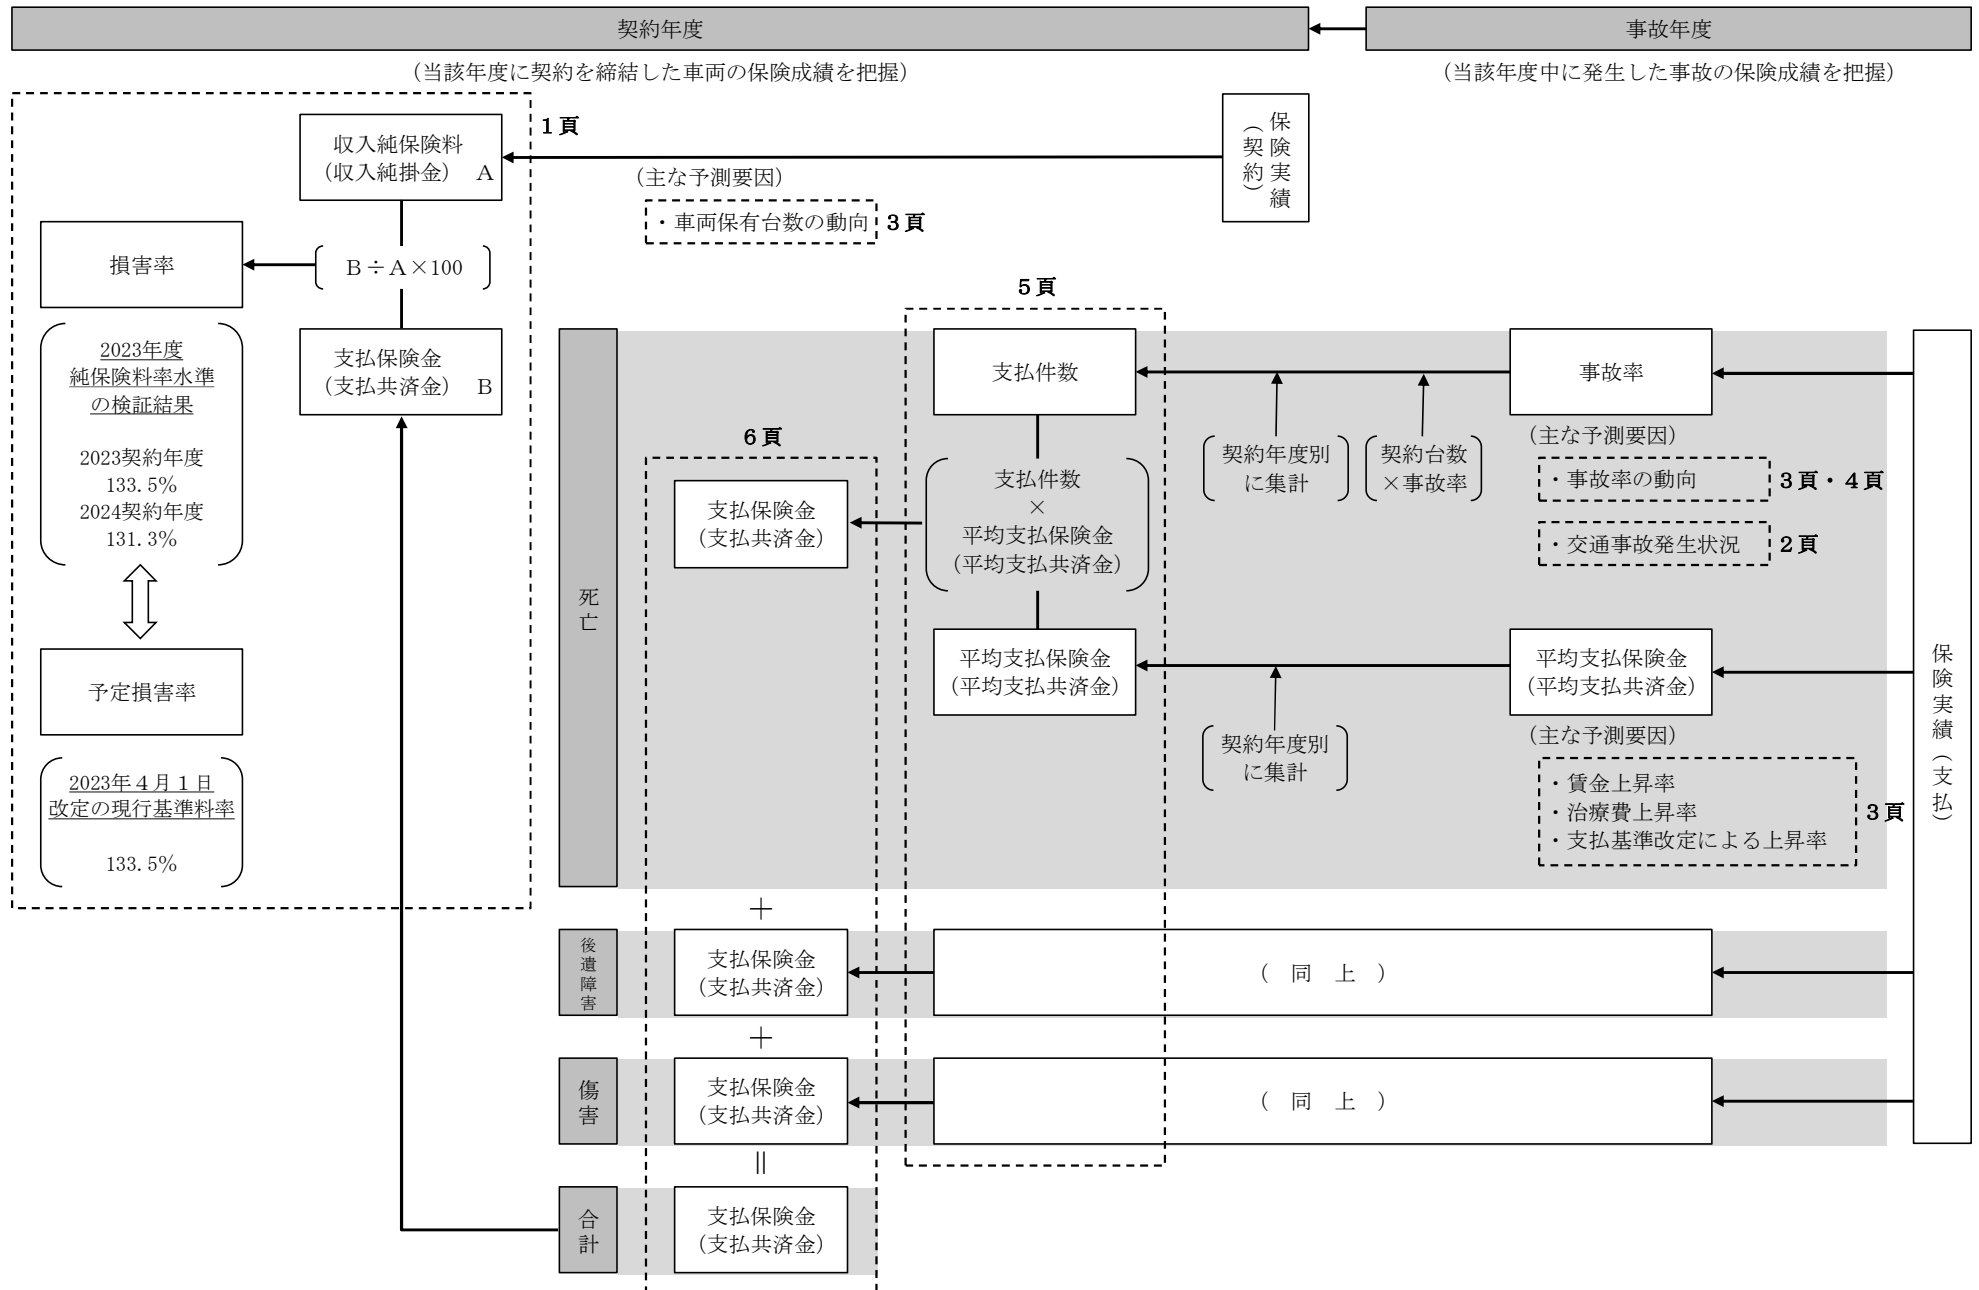 契約年度
事故年度
（当該年度に契約を締結した車両の保険成績を把握）
（当該年度中に発生した事故の保険成績を把握）
1頁
収入純保険料
（収入純掛金）　A
保険実績
（契約）
（主な予測要因）
・車両保有台数の動向
3頁
損害率
B÷A×100
2023年度
純保険料率水準
の検証結果
2023契約年度
133.5％
2024契約年度
131.3％
支払保険金
（支払共済金）　B
予定損害率
2023年４月１日
改定の現行基準料率
133.5％
5頁
死亡
支払件数
事故率
契約年度別
に集計
契約台数
×事故率
（主な予測要因）
・事故率の動向
3頁・4頁
・交通事故発生状況
2頁
6頁
支払保険金
（支払共済金）
支払件数
×
平均支払保険金
（平均支払共済金）
平均支払保険金
（平均支払共済金）
契約年度別
に集計
平均支払保険金
（平均支払共済金）
（主な予測要因）
・賃金上昇率
・治療費上昇率
・支払基準改定による上昇率
3頁
保険実績（支払）
＋
後遺障害
支払保険金
（支払共済金）
（　同　上　）
＋
傷害
支払保険金
（支払共済金）
（　同　上　）
＝
合計
支払保険金
（支払共済金）